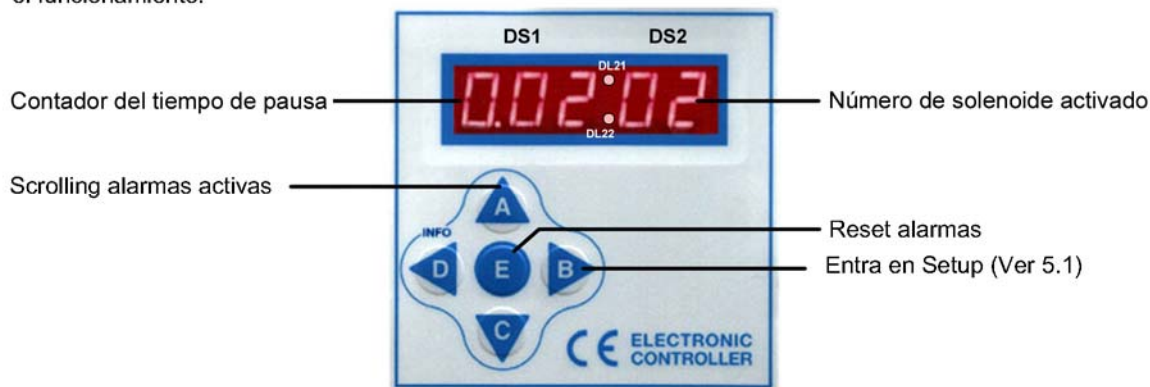 el funcionamiento.
DS1 DS2
DL21
Contador del tiempo de pausa 0.02 02 Número de solenoide activado
DL22
Scrolling alarmas activas
A
INFO
Reset alarmas
D E B Entra en Setup (Ver 5.1)
C
CE ELECTRONIC
CONTROLLER